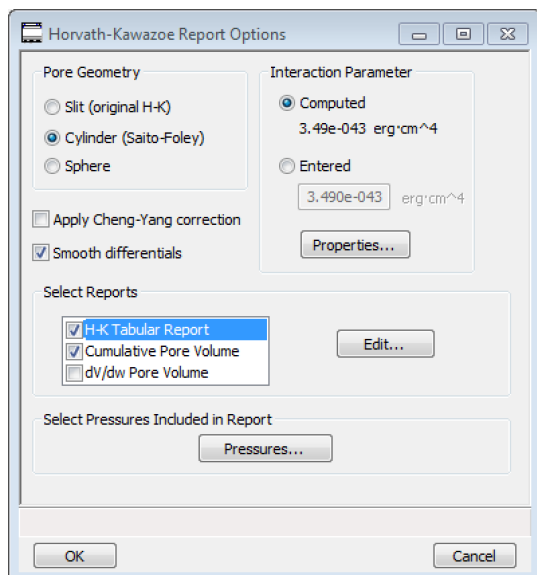 Horvath-Kawazoe Report Options
Pore Geometry
Slit (original H-K)
Cylinder (Saito-Foley)
Sphere
Apply Cheng-Yang correction
Smooth differentials
Interaction Parameter
Computed
3.49e-043 erg·cm^4
Entered
3.490e-043 erg·cm^4
Properties...
Select Reports
H-K Tabular Report
Cumulative Pore Volume
dV/dw Pore Volume
Edit...
Select Pressures Included in Report
Pressures...
OK
Cancel